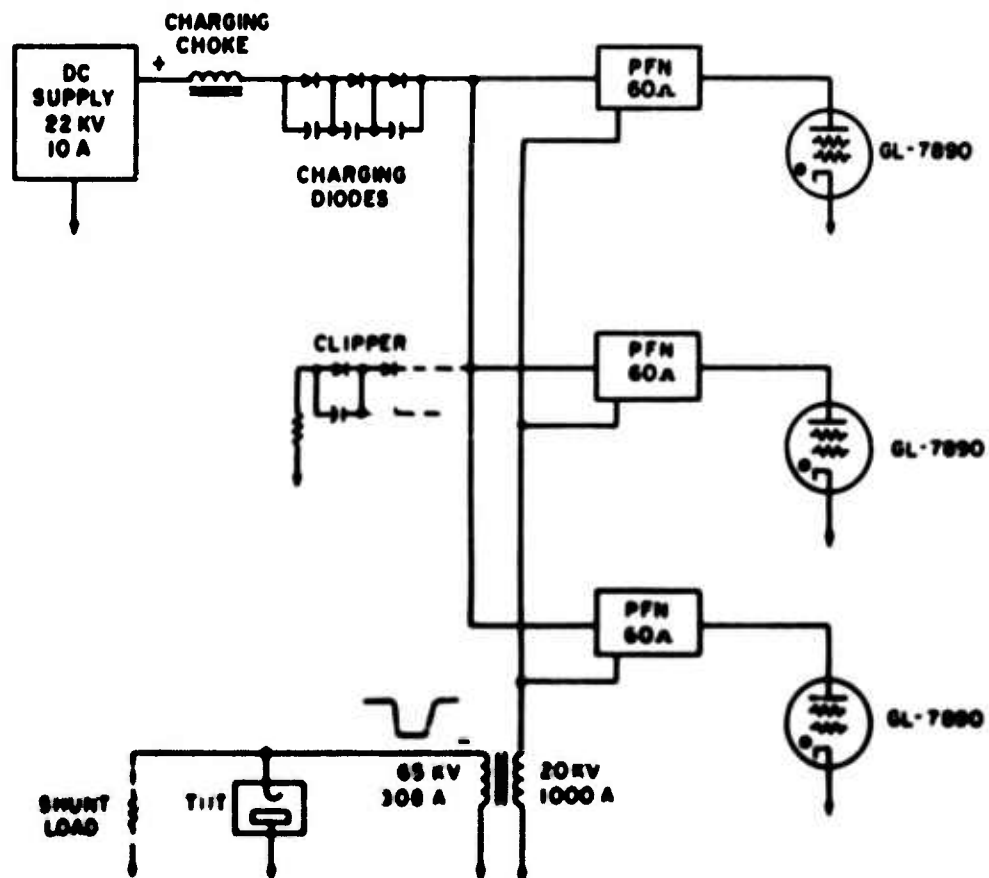 CHARGING
CHOKE
+
DC
SUPPLY
22 KV
10 A
CHARGING
DIODES
PFN
60Ω
GL-7890
CLIPPER
PFN
60Ω
GL-7890
PFN
60Ω
GL-7890
-
65 KV
308 A
20 KV
1000 A
SHUNT
LOAD